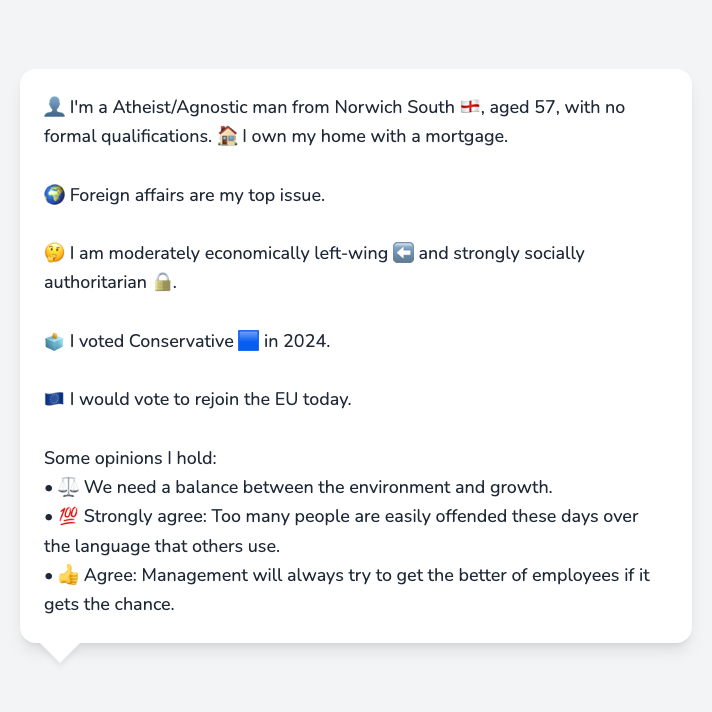 👤 I'm a Atheist/Agnostic man from Norwich South 🏴󠁧󠁢󠁥󠁮󠁧󠁿, aged 57, with no
formal qualifications. 🏠 I own my home with a mortgage.
🌍 Foreign affairs are my top issue.
🤔 I am moderately economically left-wing ⬅️ and strongly socially
authoritarian 🔒.
🗳️ I voted Conservative 🟦 in 2024.
🇪🇺 I would vote to rejoin the EU today.
Some opinions I hold:
• ⚖️ We need a balance between the environment and growth.
• 💯 Strongly agree: Too many people are easily offended these days over
the language that others use.
• 👍 Agree: Management will always try to get the better of employees if it
gets the chance.